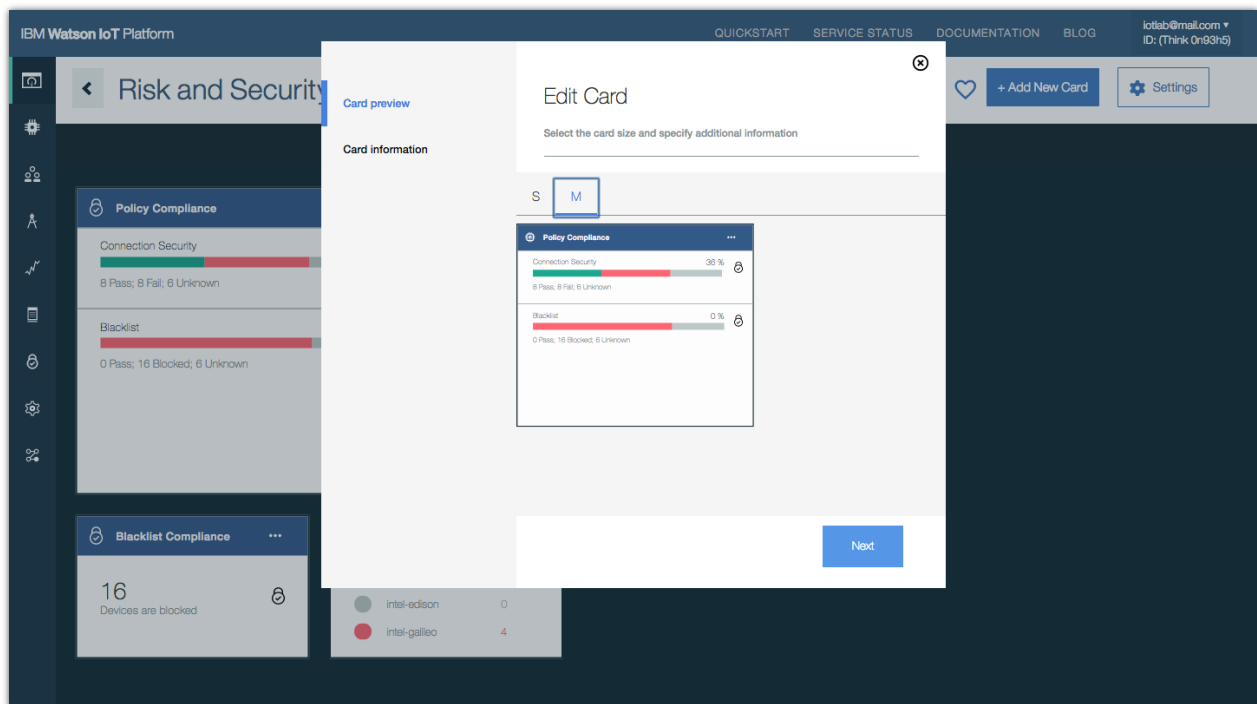 IBM Watson IoT Platform
QUICKSTART SERVICE STATUS DOCUMENTATION BLOG
iotlab@mail.com ▾
ID: (Think 0n93h5)
Risk and Security
+ Add New Card
Settings
Card preview
Card information
Edit Card
Select the card size and specify additional information
S M
Policy Compliance
Connection Security
8 Pass; 8 Fail; 6 Unknown
Blacklist
0 Pass; 16 Blocked; 6 Unknown
Policy Compliance ...
Connection Security 36 %
8 Pass; 8 Fail; 6 Unknown
Blacklist 0 %
0 Pass; 16 Blocked; 6 Unknown
Next
Blacklist Compliance ...
16
Devices are blocked
intel-edison 0
intel-galileo 4